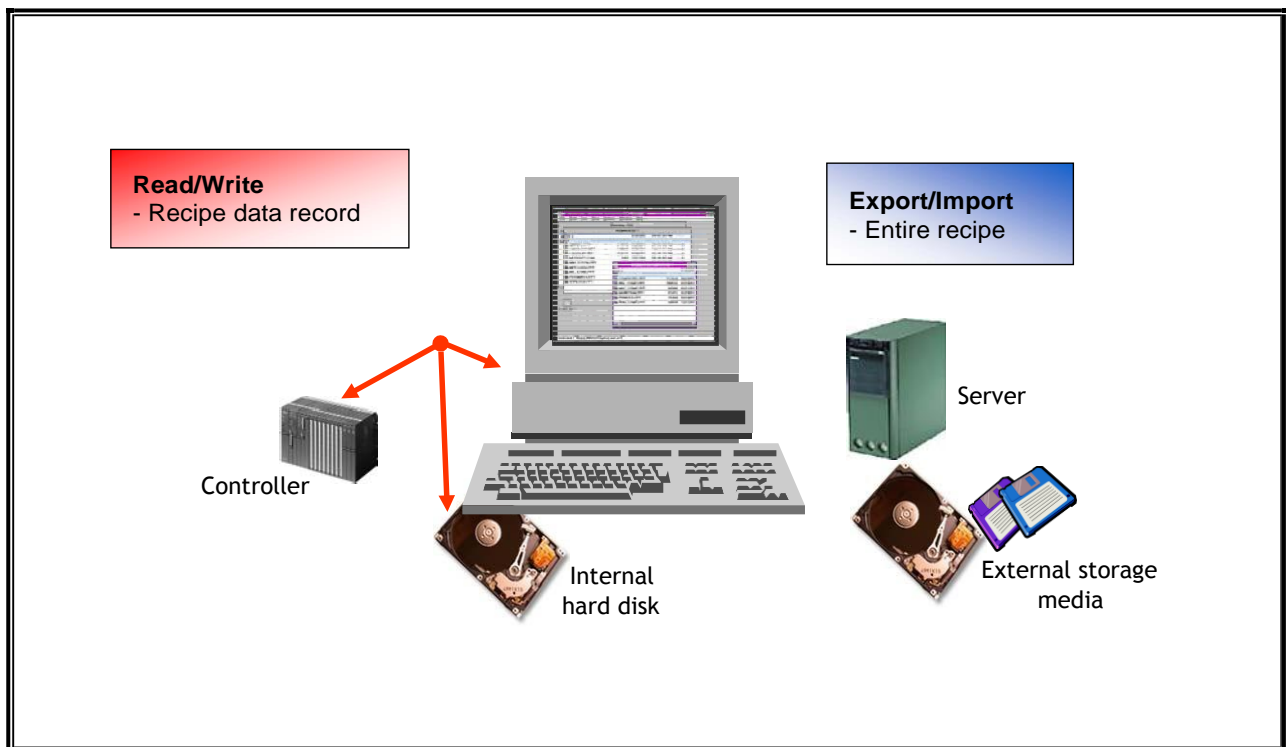 Read/Write
- Recipe data record
Export/Import
- Entire recipe
Server
Controller
Internal
hard disk
External storage
media